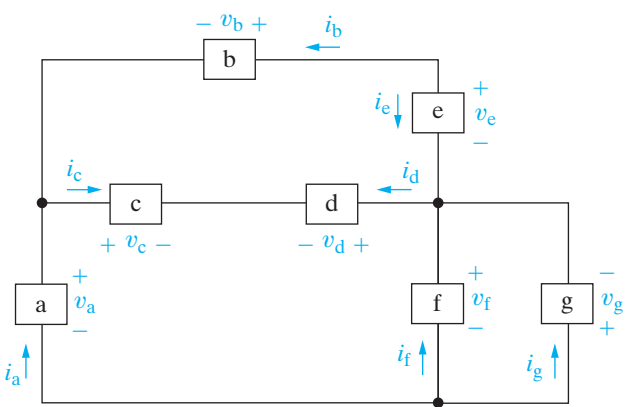 − v_b +
i_b
b
i_e
e
+
v_e
−
i_c
i_d
c
d
+ v_c −
− v_d +
a
+
v_a
−
f
+
v_f
−
g
−
v_g
+
i_a
i_f
i_g